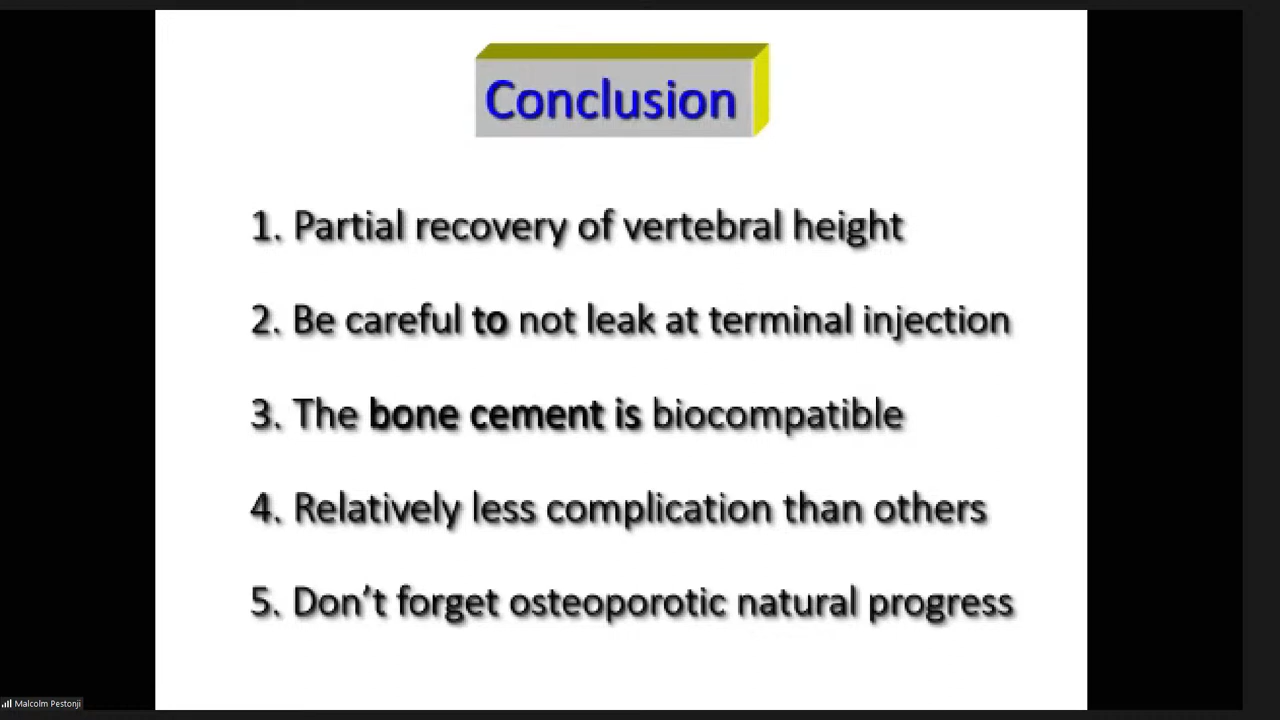 Conclusion
1. Partial recovery of vertebral height
2. Be careful to not leak at terminal injection
3. The bone cement is biocompatible
4. Relatively less complication than others
5. Don’t forget osteoporotic natural progress
Malcolm Pestonji